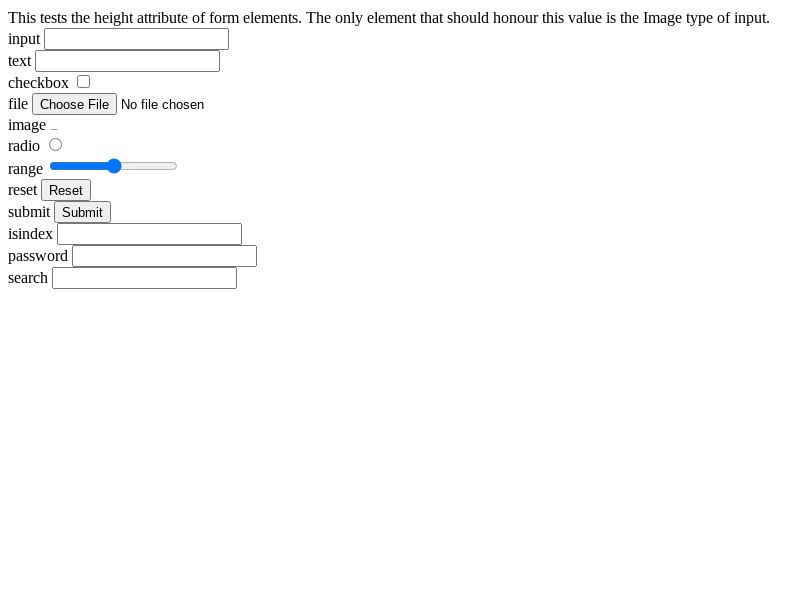 This tests the height attribute of form elements. The only element that should honour this value is the Image type of input.
input
text
checkbox
file Choose File No file chosen
image
radio
range
reset Reset
submit Submit
isindex
password
search